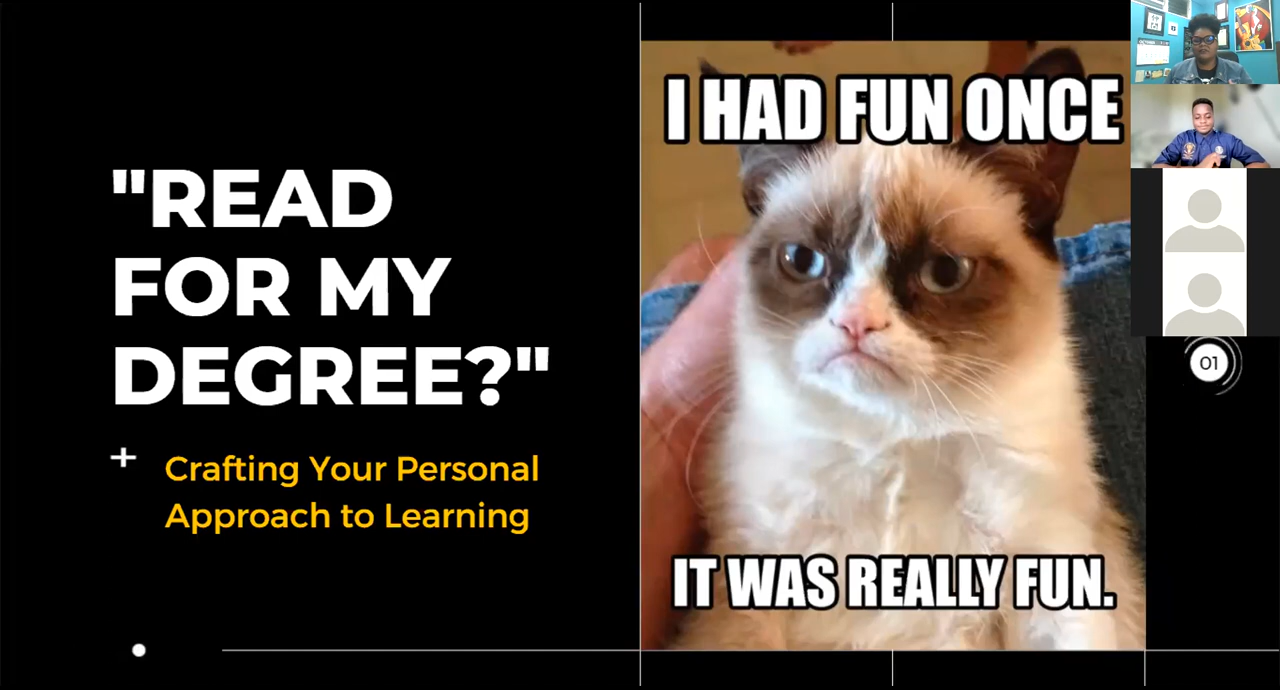 "READ
FOR MY
DEGREE?"
+
Crafting Your Personal
Approach to Learning
I HAD FUN ONCE
IT WAS REALLY FUN.
01